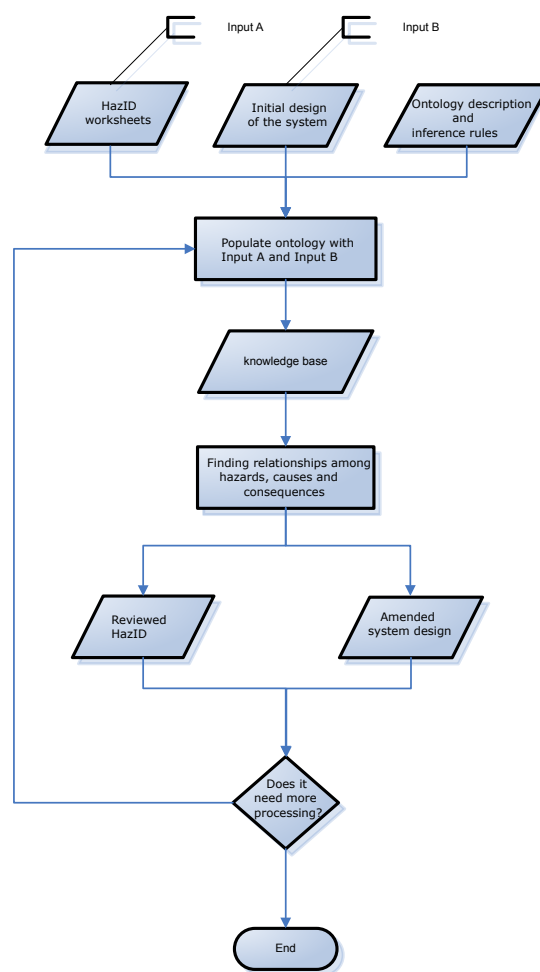 Input A
Input B
HazID
worksheets
Initial design
of the system
Ontology description
and
inference rules
Populate ontology with
Input A and Input B
knowledge base
Finding relationships among
hazards, causes and
consequences
Reviewed
HazID
Amended
system design
Does it
need more
processing?
End